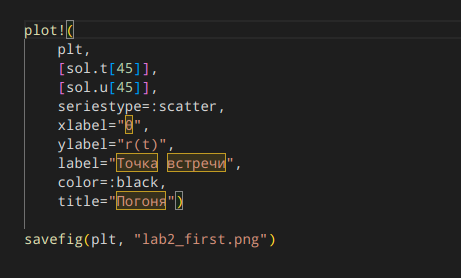 plot!(
    plt,
    [sol.t[45]],
    [sol.u[45]],
    seriestype=:scatter,
    xlabel="θ",
    ylabel="r(t)",
    label="Точка встречи",
    color=:black,
    title="Погоня")
savefig(plt, "lab2_first.png")